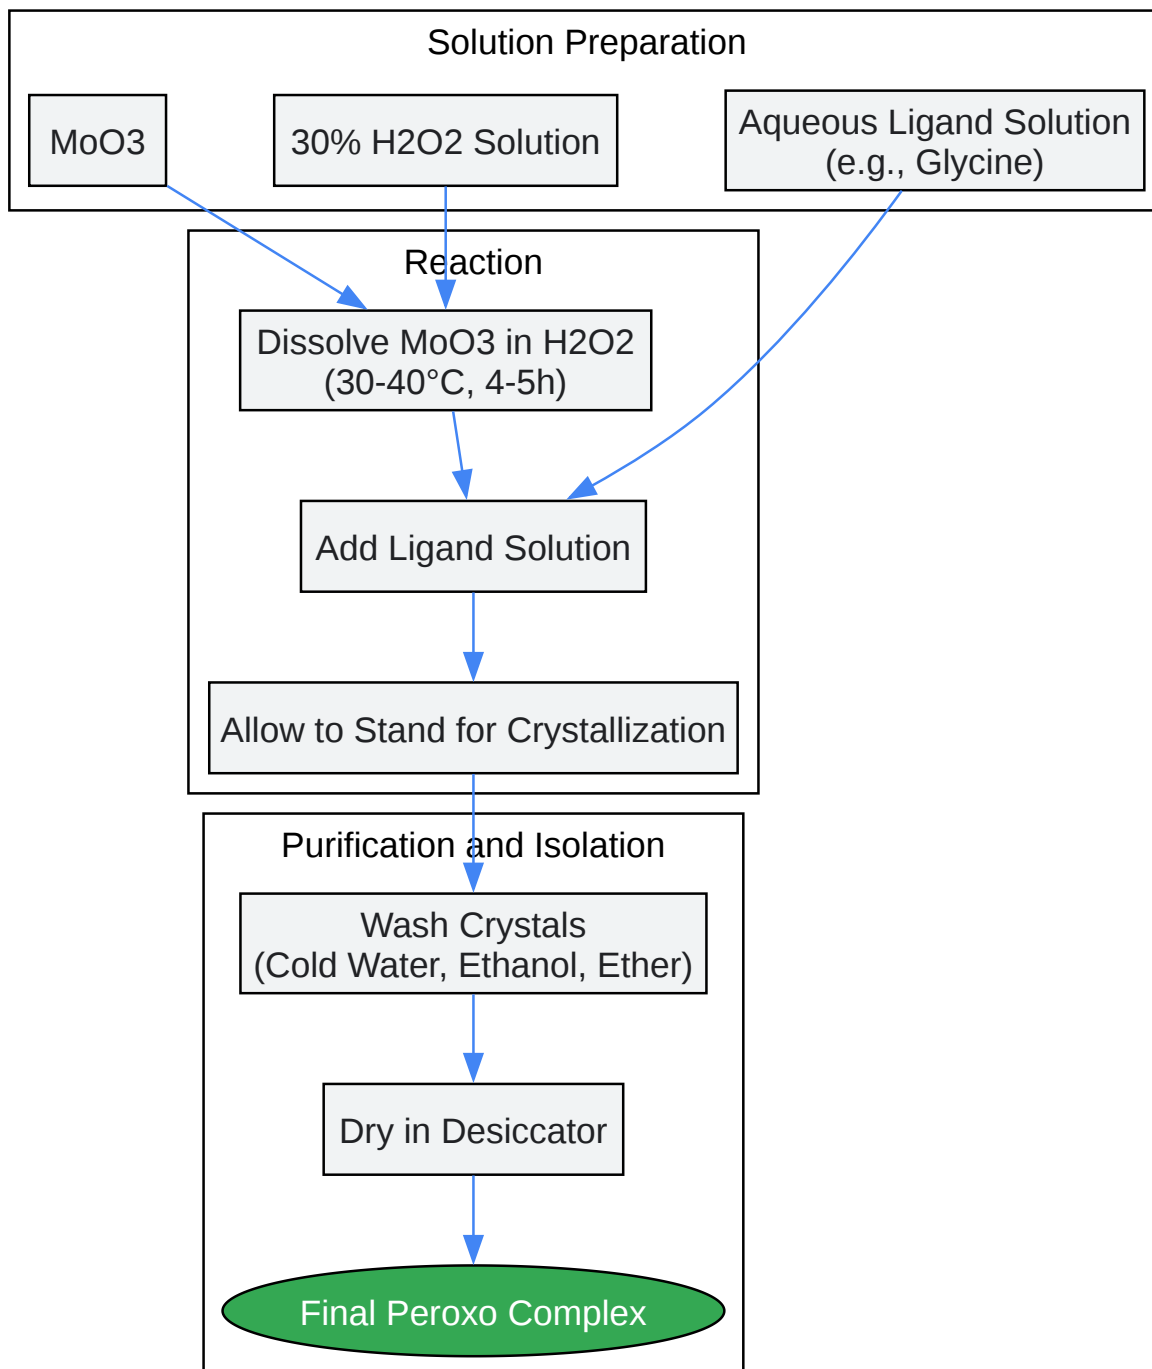 Solution Preparation
MoO3
30% H2O2 Solution
Aqueous Ligand Solution
(e.g., Glycine)
Reaction
Dissolve MoO3 in H2O2
(30-40°C, 4-5h)
Add Ligand Solution
Allow to Stand for Crystallization
Purification and Isolation
Wash Crystals
(Cold Water, Ethanol, Ether)
Dry in Desiccator
Final Peroxo Complex